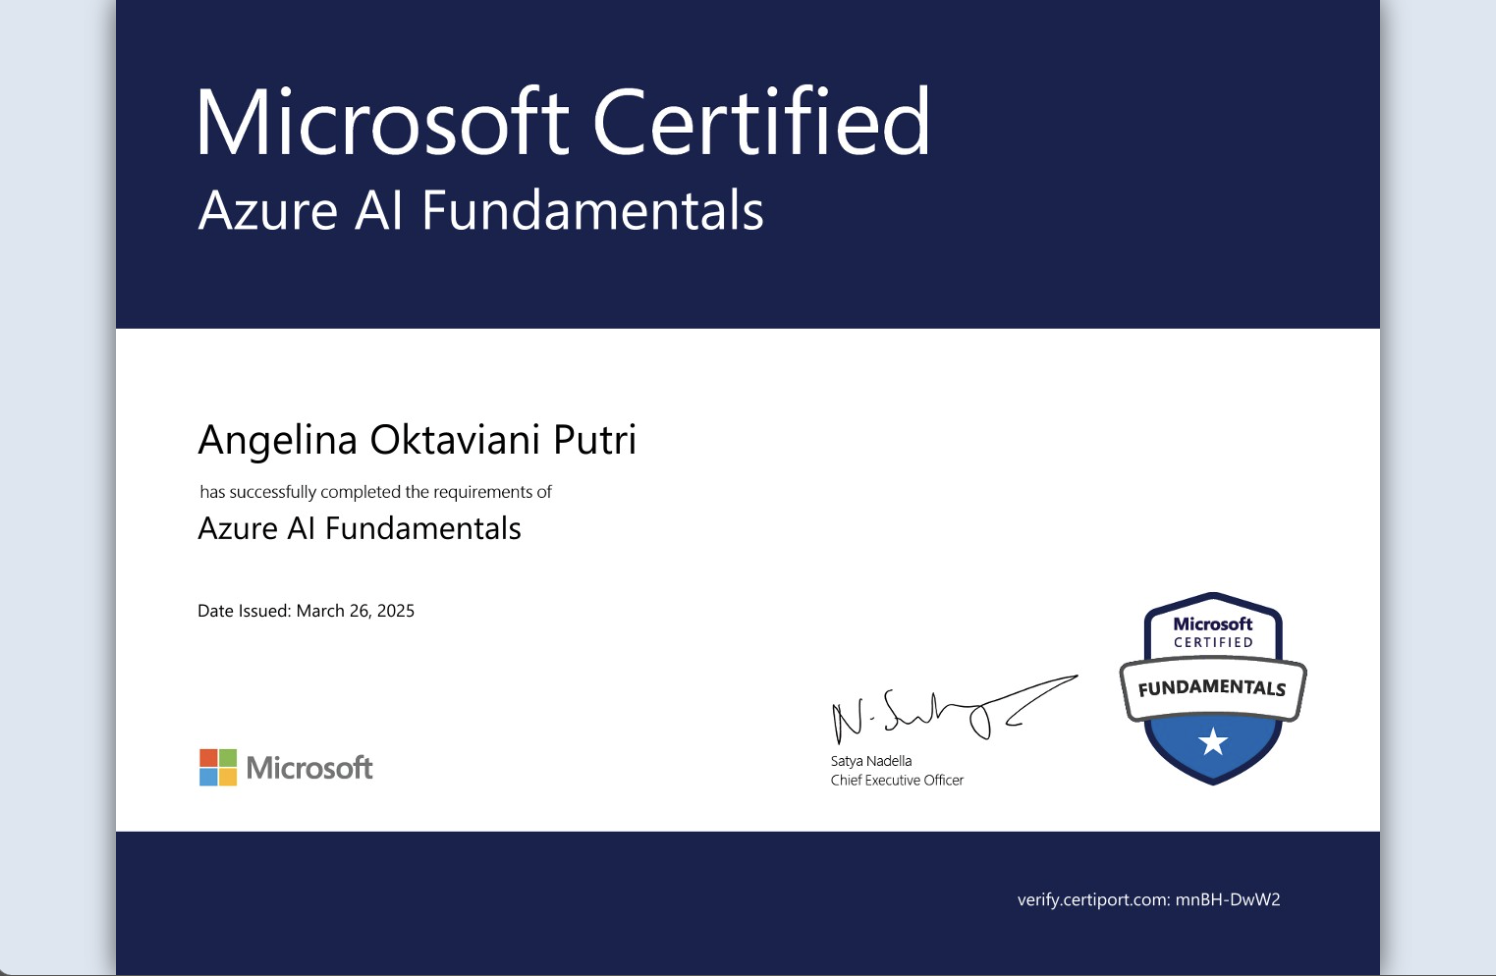 Microsoft Certified
Azure AI Fundamentals
Angelina Oktaviani Putri
has successfully completed the requirements of
Azure AI Fundamentals
Date Issued: March 26, 2025
Microsoft
CERTIFIED
FUNDAMENTALS
Satya Nadella
Chief Executive Officer
Microsoft
verify.certiport.com: mnBH-DwW2